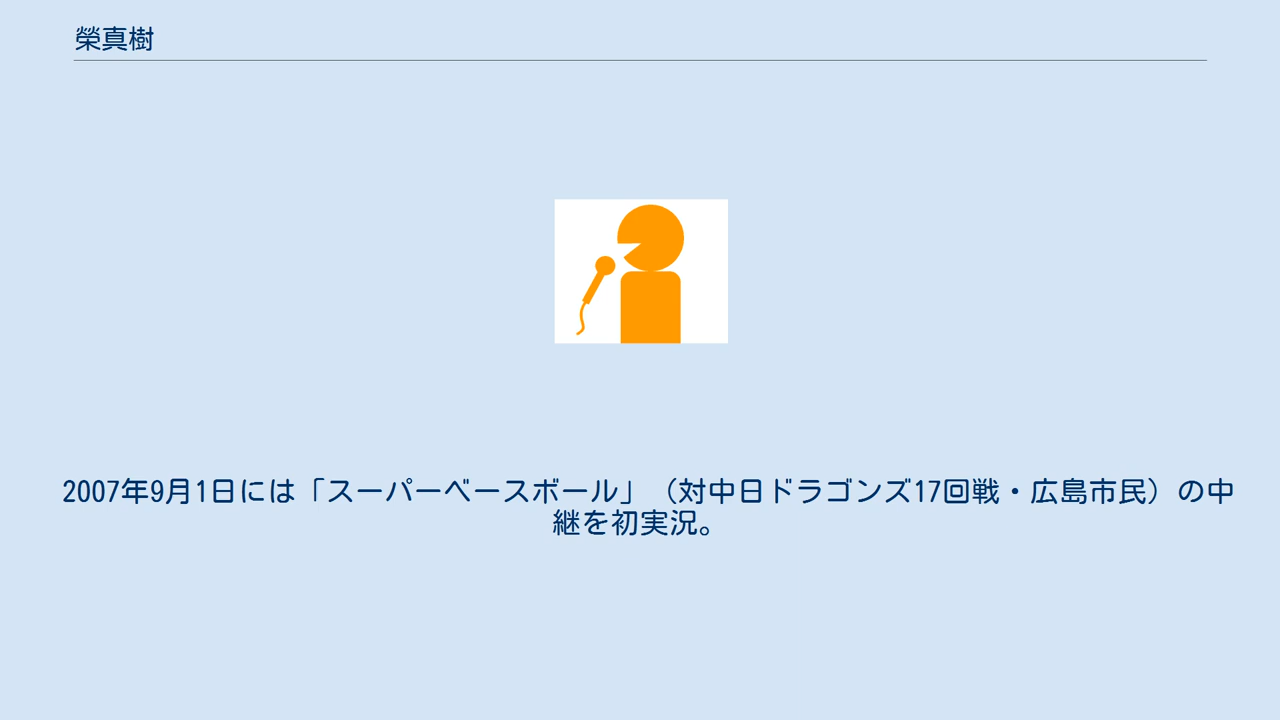 榮真樹
2007年9月1日には「スーパーベースボール」（対中日ドラゴンズ17回戦・広島市民）の中
継を初実況。